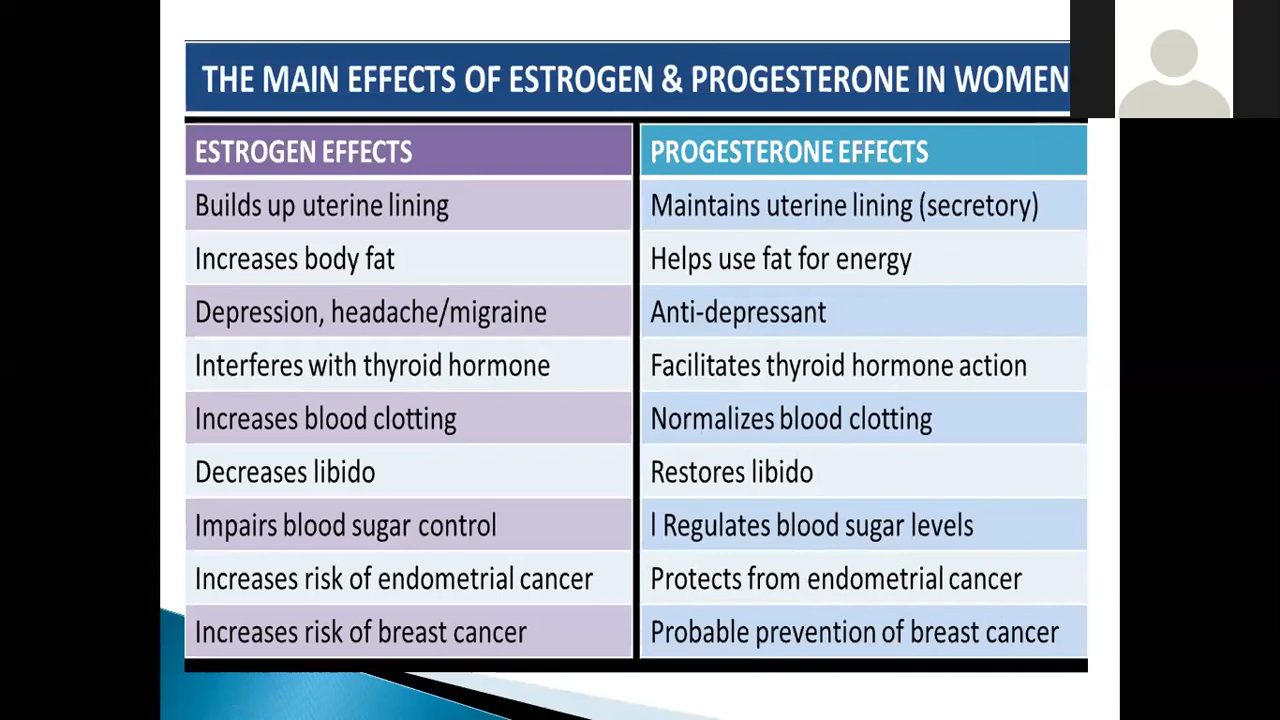 THE MAIN EFFECTS OF ESTROGEN & PROGESTERONE IN WOMEN
ESTROGEN EFFECTS
PROGESTERONE EFFECTS
Builds up uterine lining
Maintains uterine lining (secretory)
Increases body fat
Helps use fat for energy
Depression, headache/migraine
Anti-depressant
Interferes with thyroid hormone
Facilitates thyroid hormone action
Increases blood clotting
Normalizes blood clotting
Decreases libido
Restores libido
Impairs blood sugar control
l Regulates blood sugar levels
Increases risk of endometrial cancer
Protects from endometrial cancer
Increases risk of breast cancer
Probable prevention of breast cancer